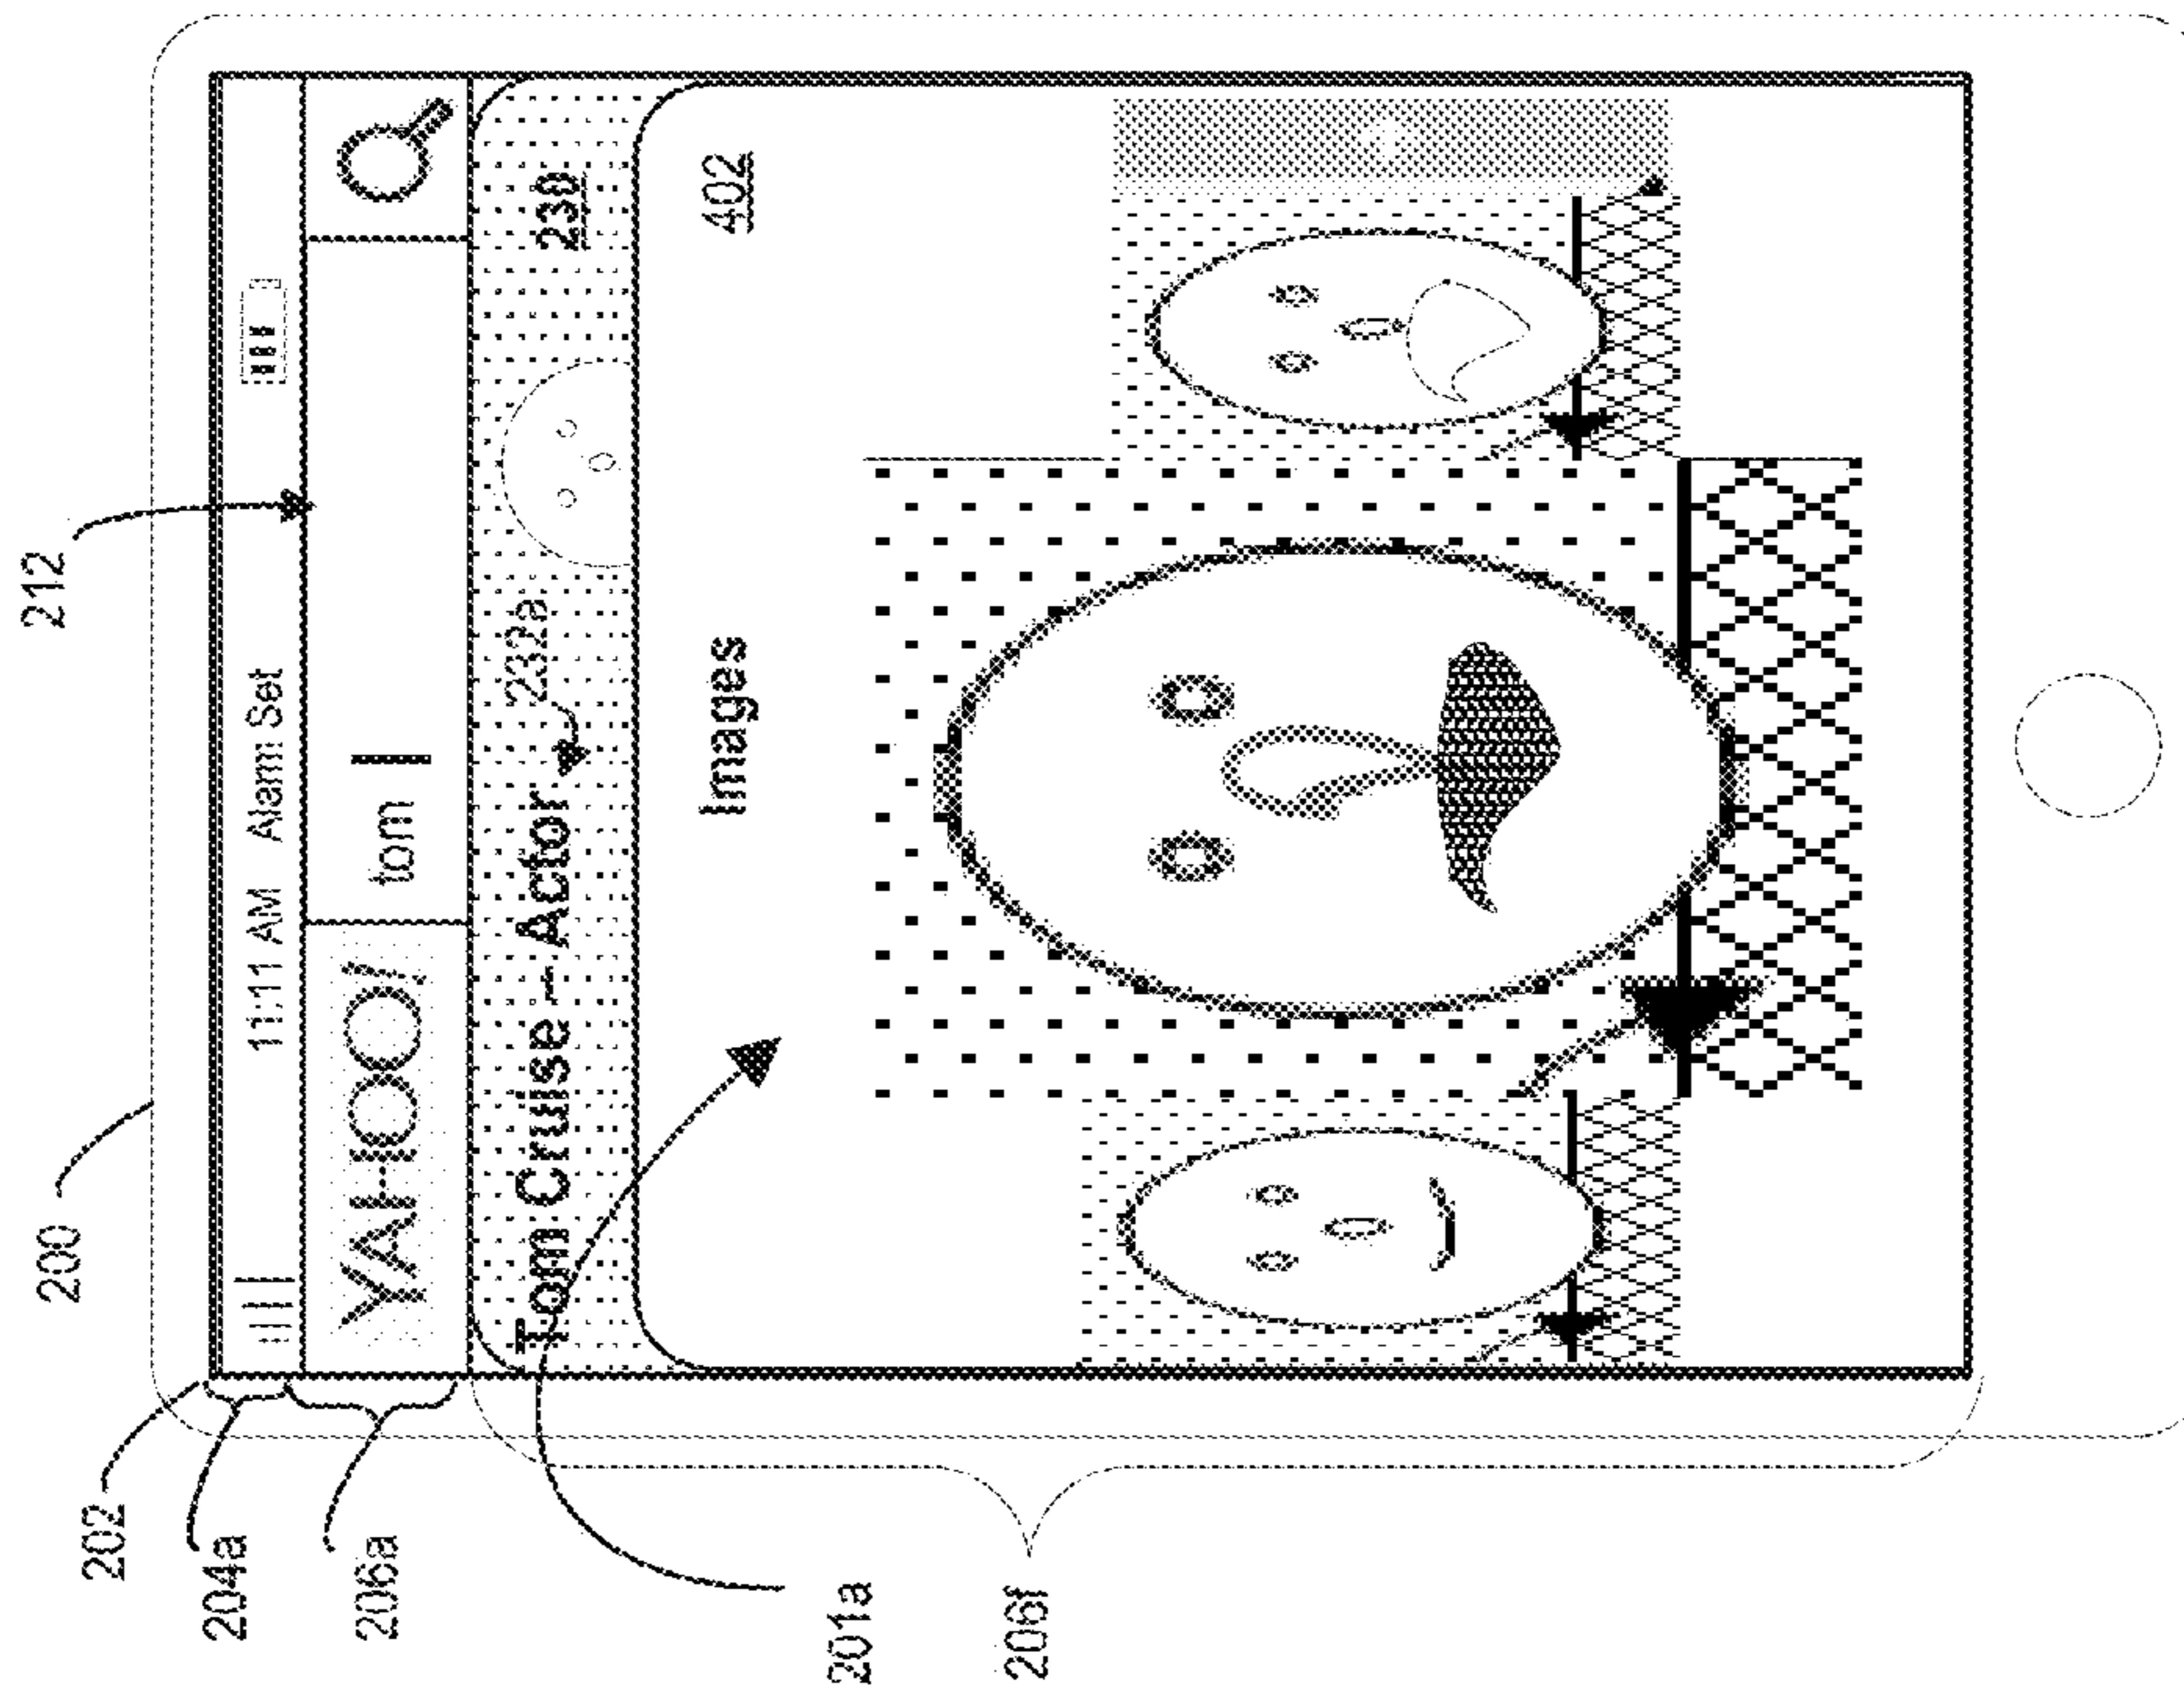 200
212
202
204a
206a
201a
206f
11:11 AM Alarm Set
YAHOO!
tom
Tom Cruise – Actor
232a
230
Images
402